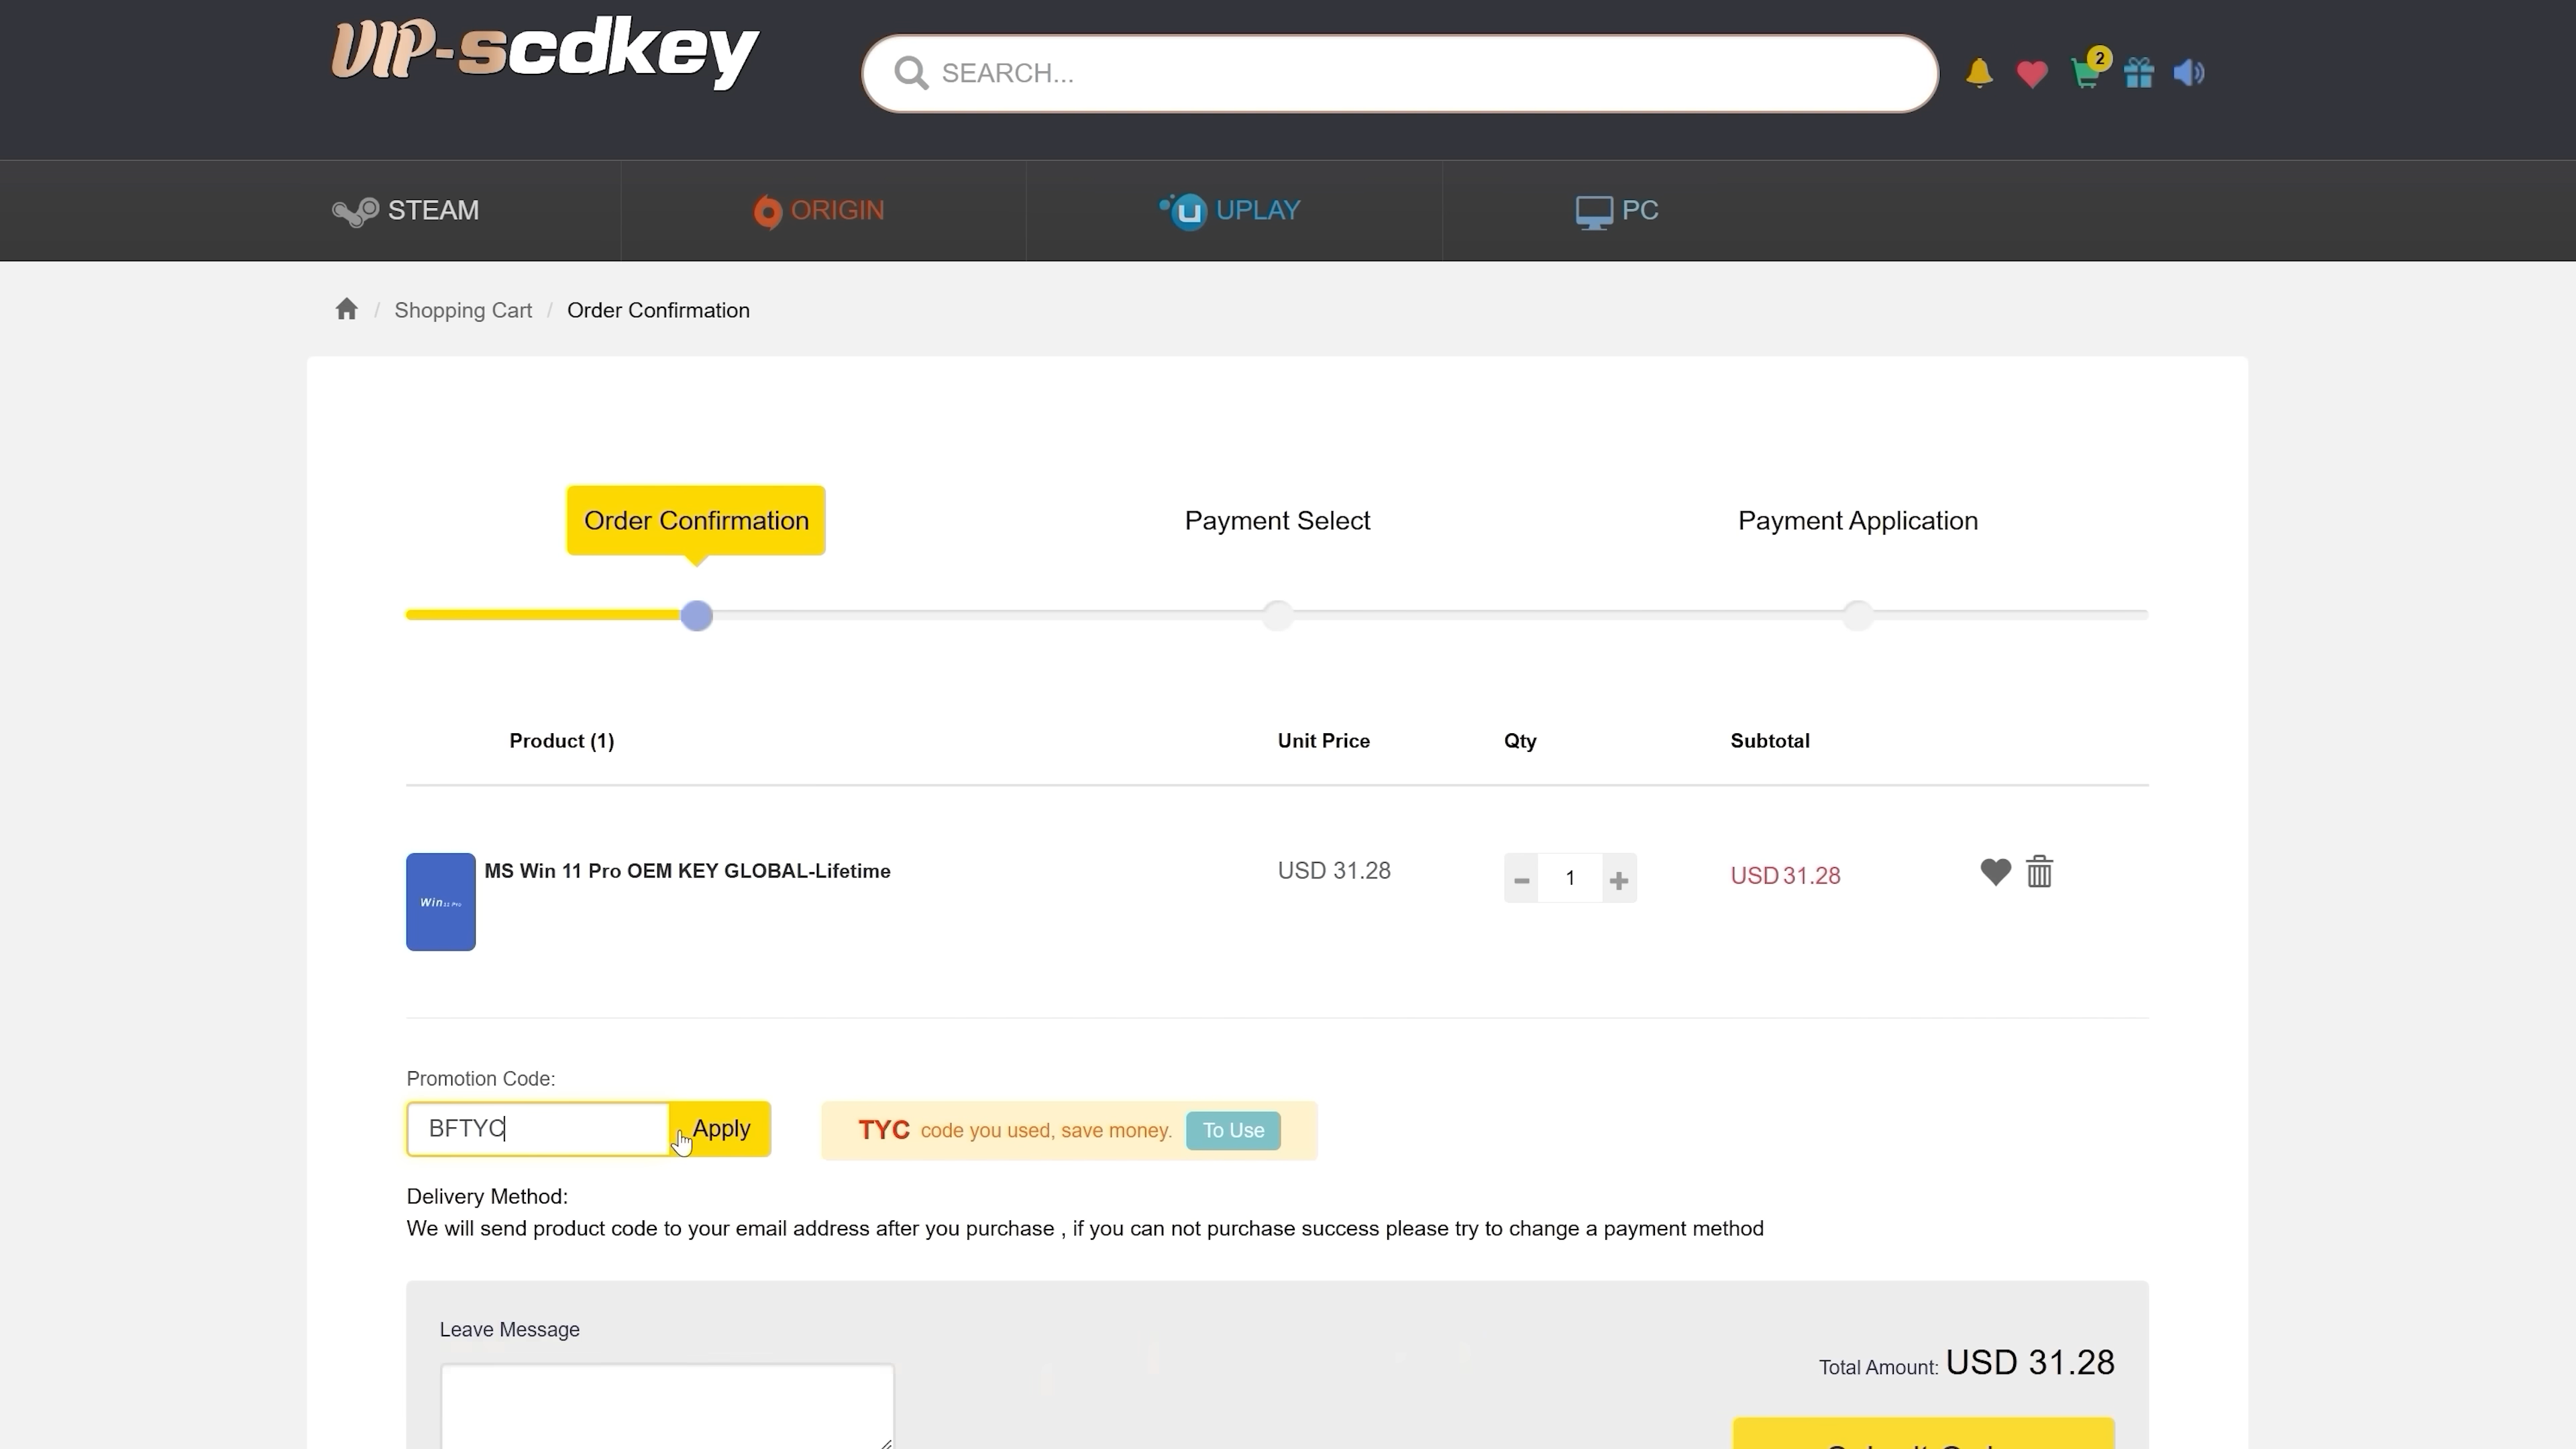 VIP-scdkey
SEARCH...
2
STEAM
ORIGIN
UPLAY
PC
/ Shopping Cart / Order Confirmation
Order Confirmation
Payment Select
Payment Application
Product (1)
Unit Price
Qty
Subtotal
Win 11 Pro
MS Win 11 Pro OEM KEY GLOBAL-Lifetime
USD 31.28
1
USD 31.28
Promotion Code:
BFTYC
Apply
TYC code you used, save money.
To Use
Delivery Method:
We will send product code to your email address after you purchase , if you can not purchase success please try to change a payment method
Leave Message
Total Amount: USD 31.28